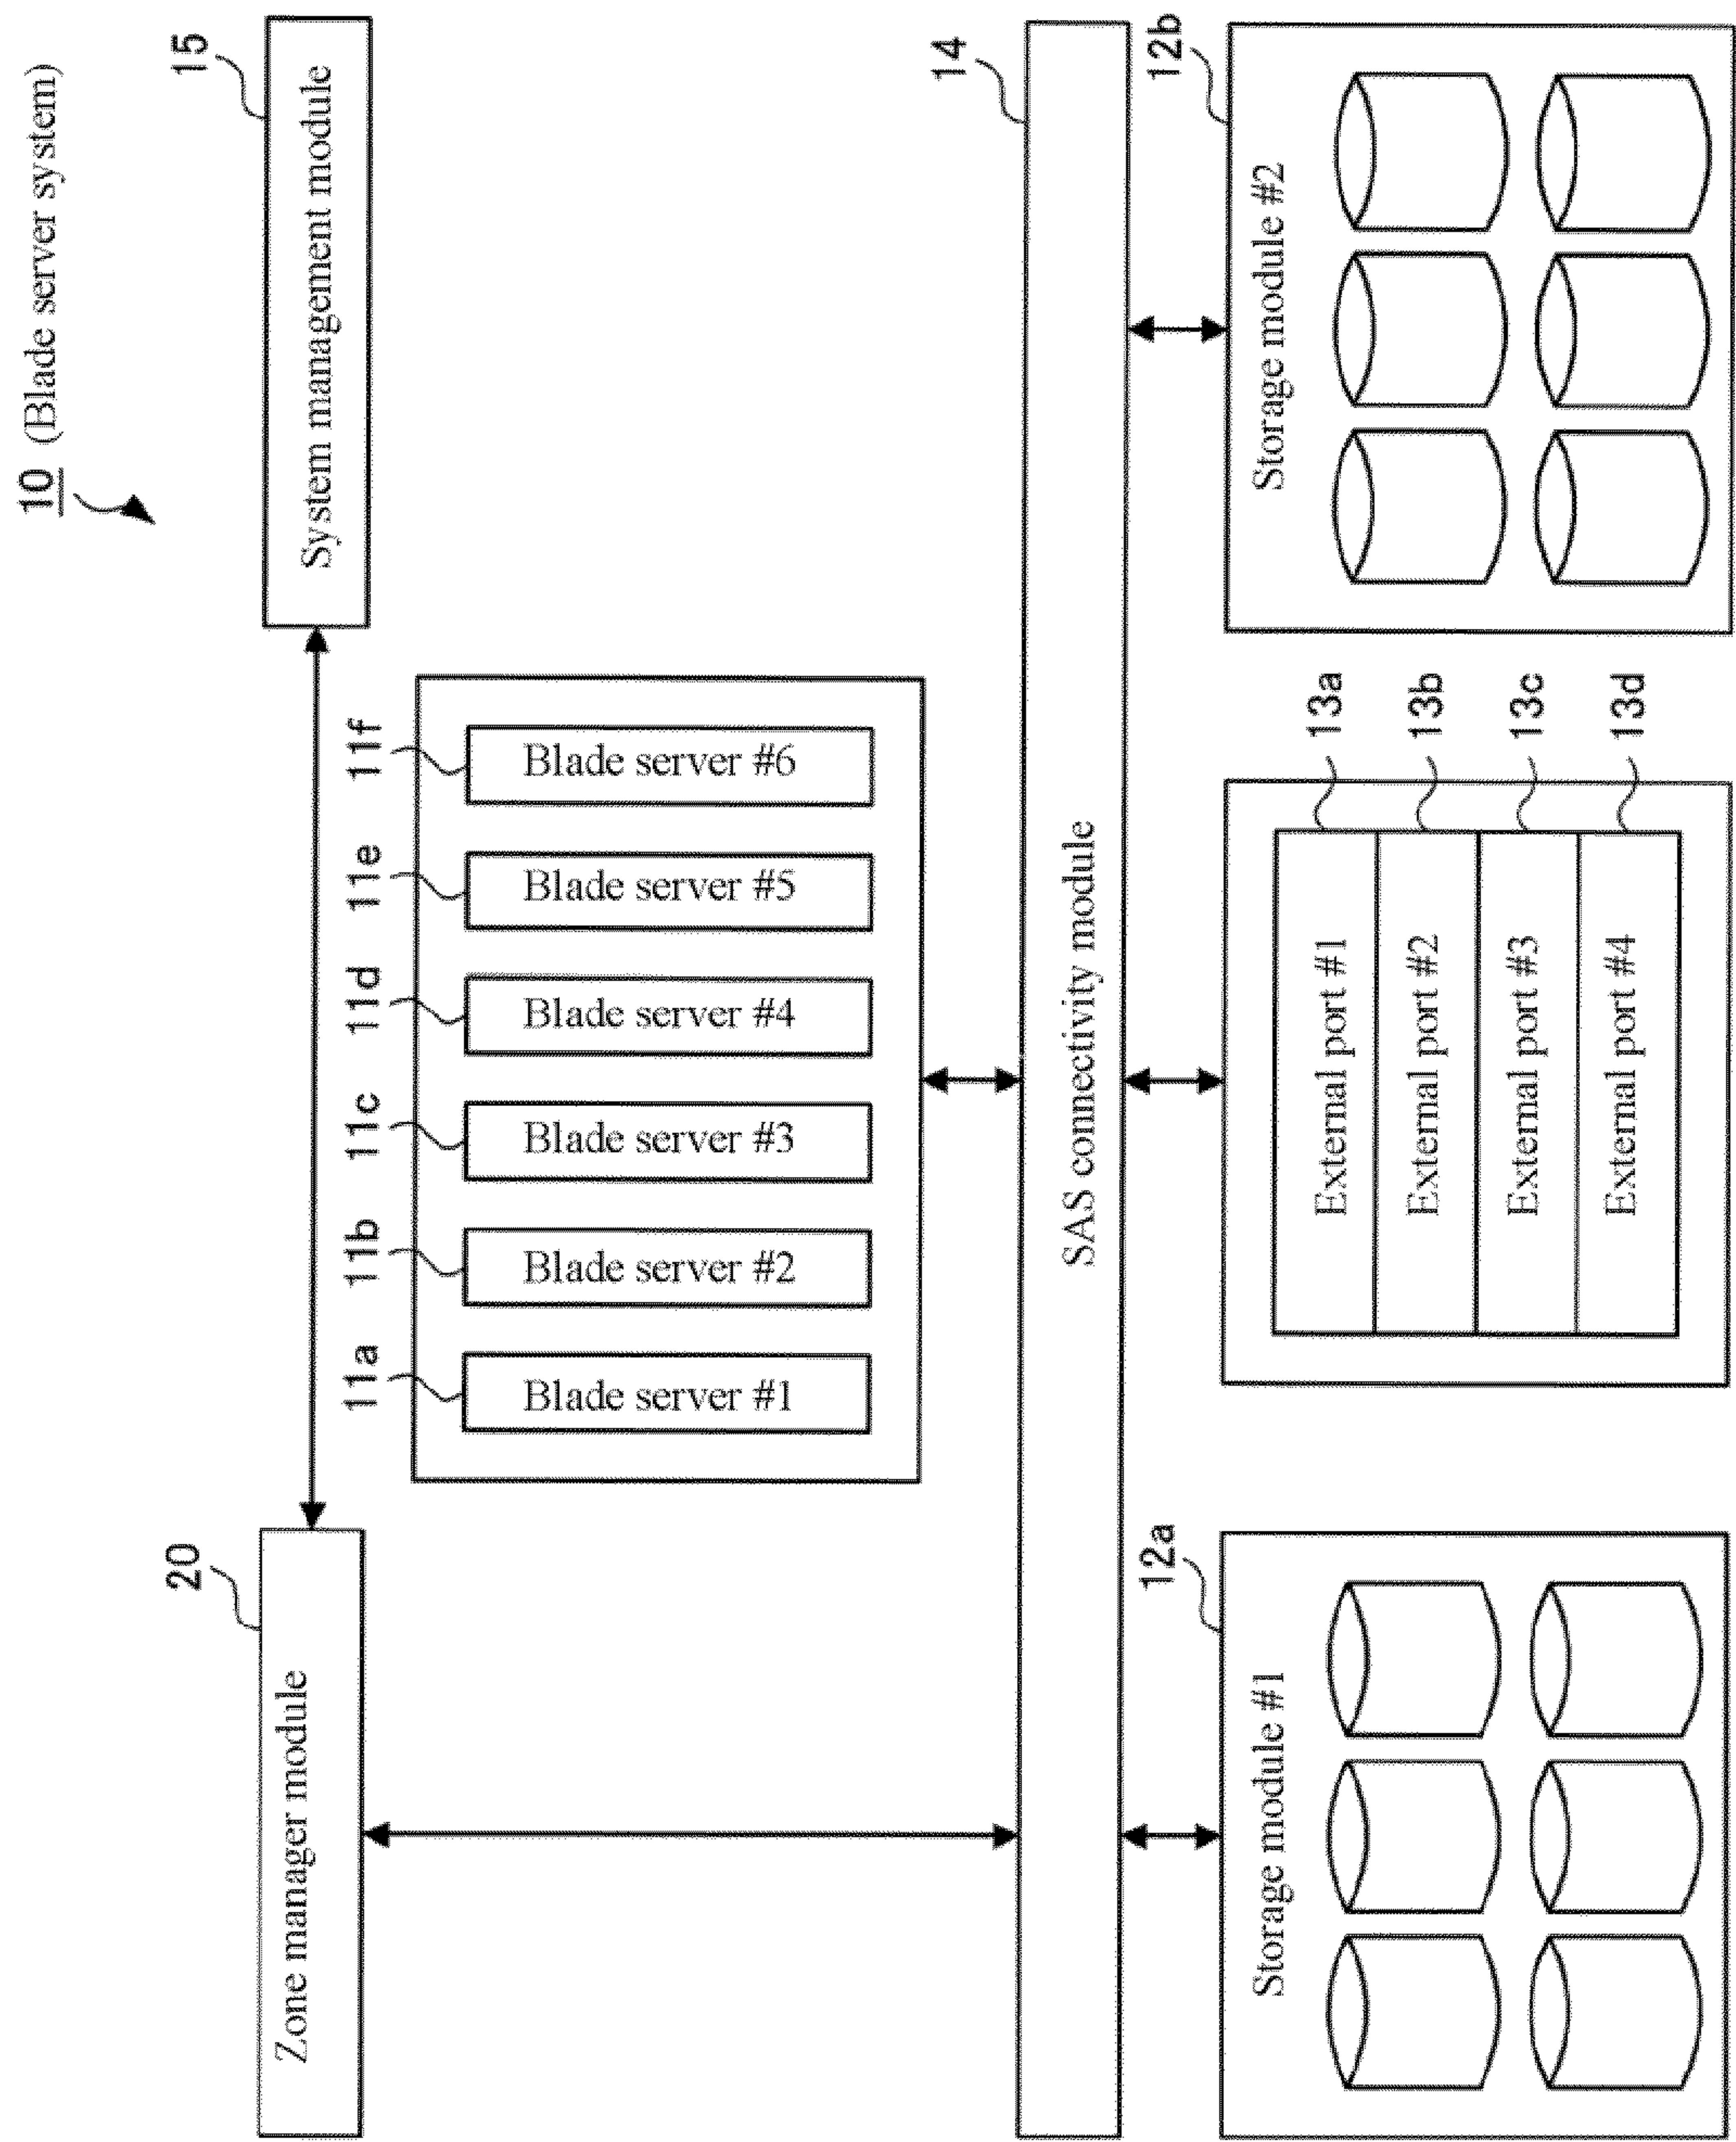 10 (Blade server system)
20
15
Zone manager module
System management module
11a
11b
11c
11d
11e
11f
Blade server #1
Blade server #2
Blade server #3
Blade server #4
Blade server #5
Blade server #6
14
SAS connectivity module
12a
12b
Storage module #1
Storage module #2
External port #1
13a
External port #2
13b
External port #3
13c
External port #4
13d